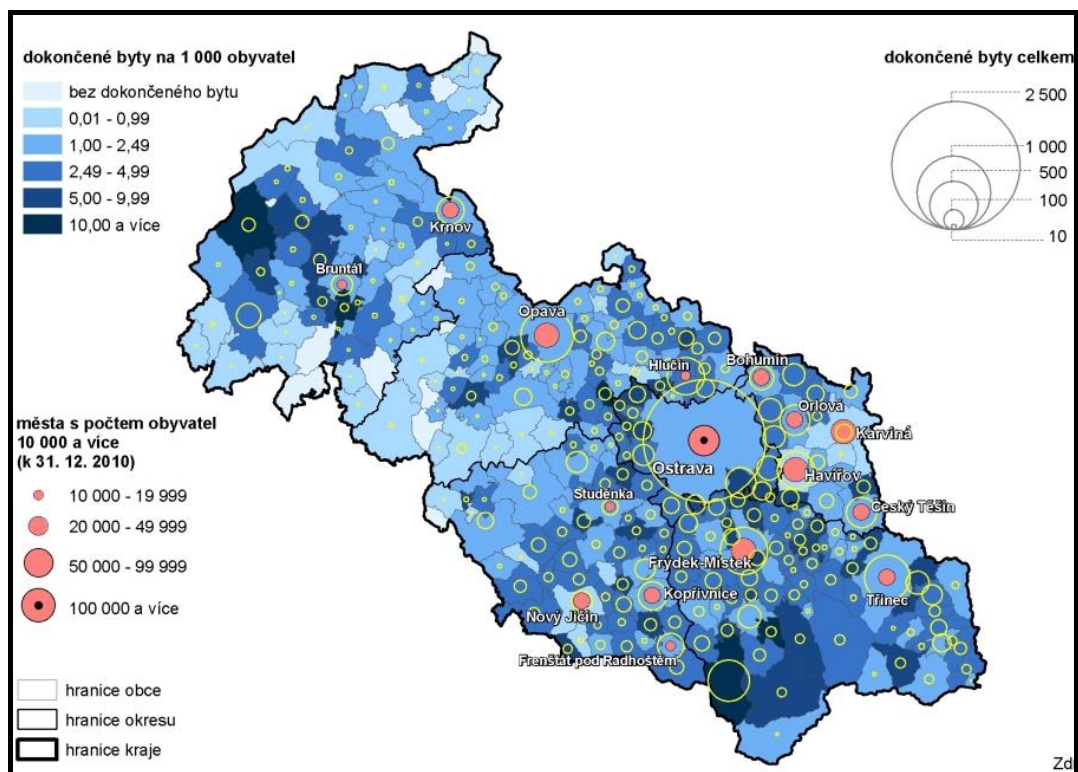 dokončené byty na 1 000 obyvatel
bez dokončeného bytu
0,01 - 0,99
1,00 - 2,49
2,49 - 4,99
5,00 - 9,99
10,00 a více
dokončené byty celkem
2 500
1 000
500
100
10
Krnov
Bruntál
Opava
Hlučín
Bohumín
Orlová
Karviná
Ostrava
Havířov
Studénka
Český Těšín
Frýdek-Místek
Třinec
Kopřivnice
Nový Jičín
Frenštát pod Radhoštěm
města s počtem obyvatel
10 000 a více
(k 31. 12. 2010)
10 000 - 19 999
20 000 - 49 999
50 000 - 99 999
100 000 a více
hranice obce
hranice okresu
hranice kraje
Zd